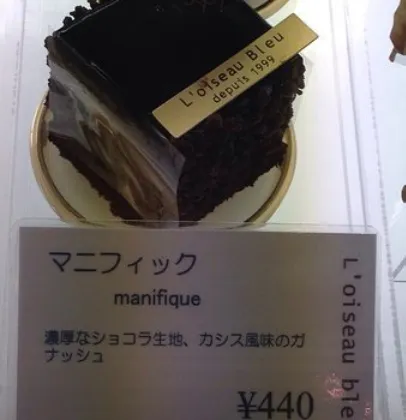 L'oiseau Bleu
depuis 1999
マニフィック
manifique
濃厚なショコラ生地、カシス風味のガ
ナッシュ
¥440
L'oiseau ble